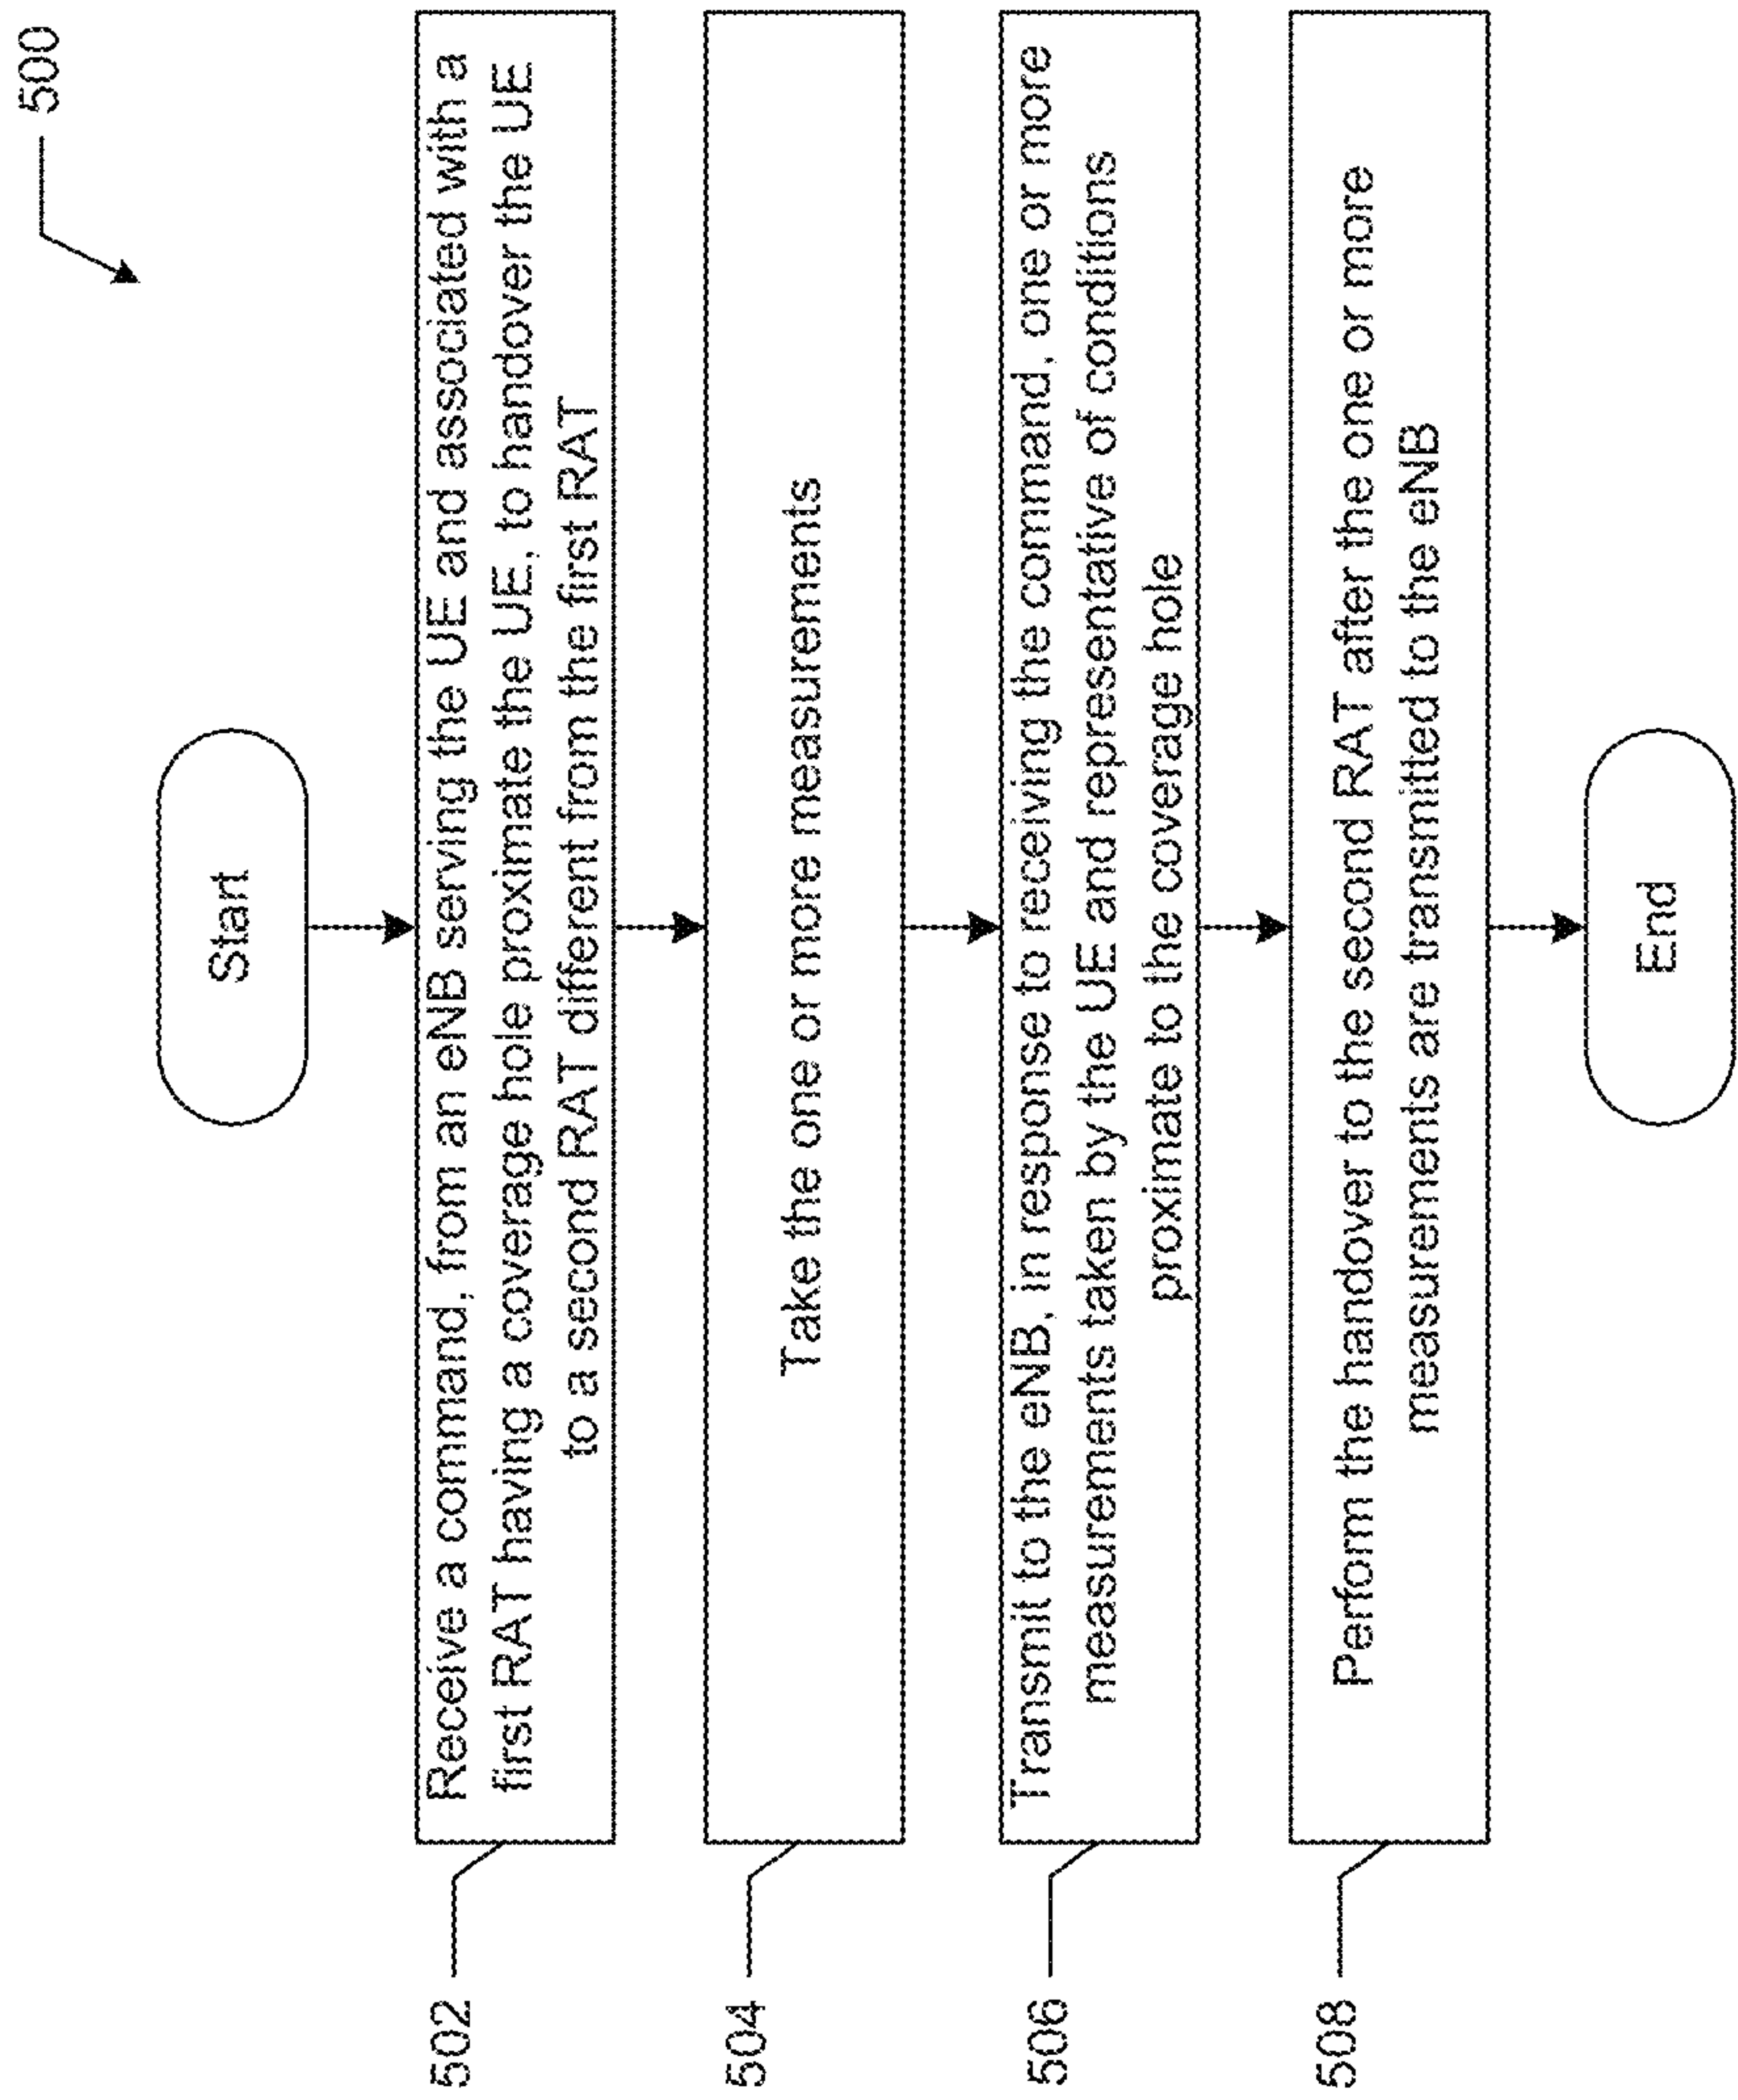 500
Start
502
Receive a command, from an eNB serving the UE and associated with a
first RAT having a coverage hole proximate the UE, to handover the UE
to a second RAT different from the first RAT
504
Take the one or more measurements
506
Transmit to the eNB, in response to receiving the command, one or more
measurements taken by the UE and representative of conditions
proximate to the coverage hole
508
Perform the handover to the second RAT after the one or more
measurements are transmitted to the eNB
End